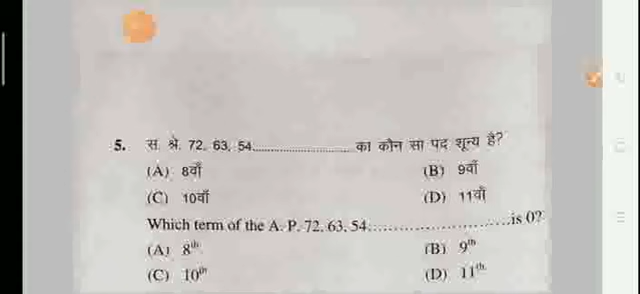 5. स. श्रे. 72, 63, 54.............................. का कौन सा पद शून्य है?
(A) 8वाँ (B) 9वाँ
(C) 10वाँ (D) 11वाँ
Which term of the A. P. 72, 63, 54..............................is 0?
(A) 8th (B) 9th
(C) 10th (D) 11th